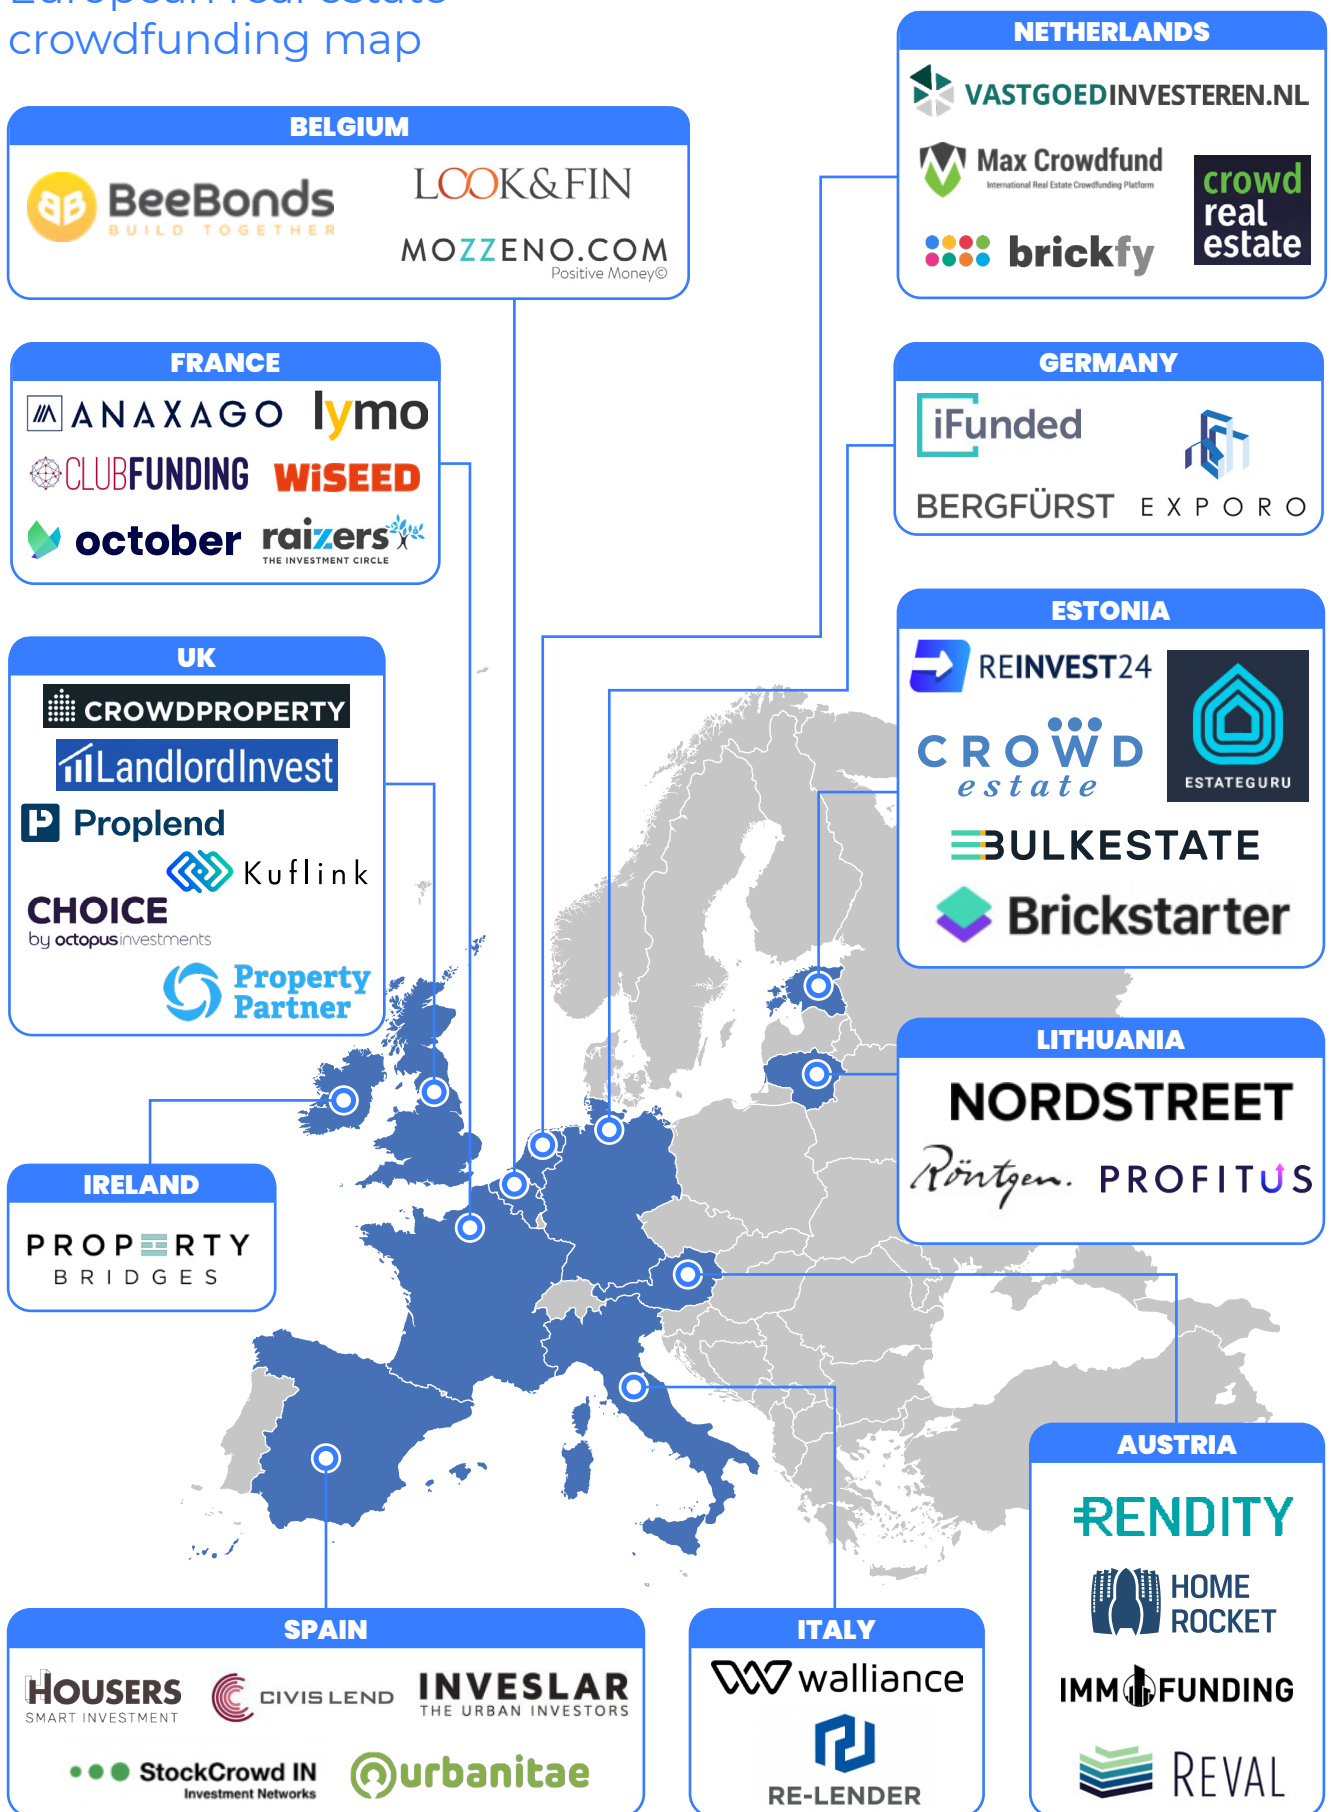 European real estate
crowdfunding map
BELGIUM
BeeBonds
BUILD TOGETHER
LOOK&FIN
MOZZENO.COM
Positive Money©
NETHERLANDS
VASTGOEDINVESTEREN.NL
Max Crowdfund
International Real Estate Crowdfunding Platform
crowd
real
estate
brickfy
FRANCE
ANAXAGO
lymo
CLUBFUNDING
WiSEED
october
raizers
THE INVESTMENT CIRCLE
GERMANY
iFunded
BERGFÜRST
EXPORO
UK
CROWDPROPERTY
LandlordInvest
Proplend
Kuflink
CHOICE
by octopusinvestments
Property
Partner
ESTONIA
REINVEST24
CROWD
estate
ESTATEGURU
BULKESTATE
Brickstarter
LITHUANIA
NORDSTREET
Röntgen.
PROFITUS
IRELAND
PROPERTY
BRIDGES
AUSTRIA
RENDITY
HOME
ROCKET
IMMOFUNDING
REVAL
SPAIN
HOUSERS
SMART INVESTMENT
CIVISLEND
INVESLAR
THE URBAN INVESTORS
StockCrowd IN
Investment Networks
urbanitae
ITALY
walliance
RE-LENDER